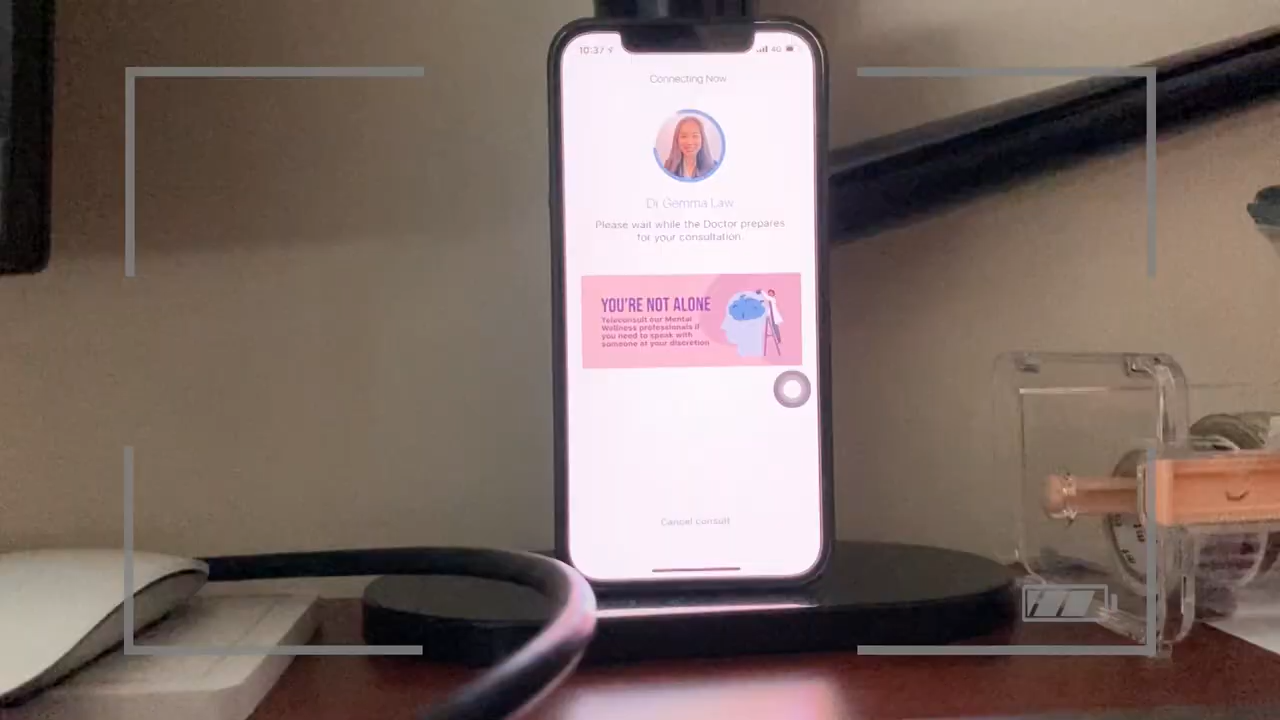 10:37
4G
Connecting Now
Dr Gemma Law
Please wait while the Doctor prepares
for your consultation
YOU'RE NOT ALONE
Teleconsult our Mental
Wellness professionals if
you need to speak with
someone at your discretion
Cancel consult